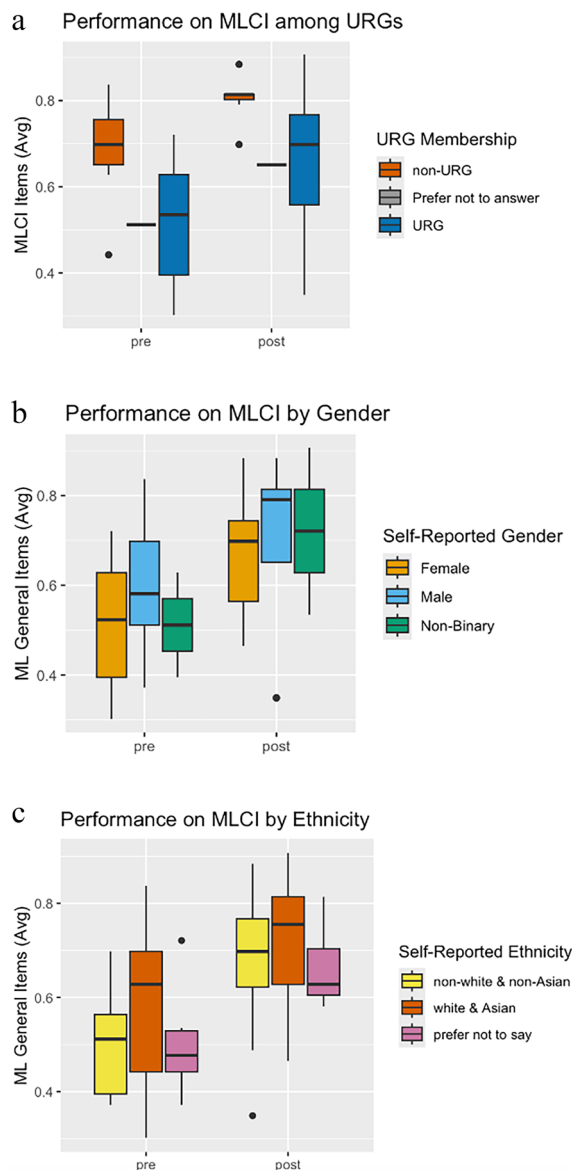 a
Performance on MLCI among URGs
MLCI Items (Avg)
0.8
0.6
0.4
pre
post
URG Membership
non-URG
Prefer not to answer
URG
b
Performance on MLCI by Gender
ML General Items (Avg)
0.8
0.6
0.4
pre
post
Self-Reported Gender
Female
Male
Non-Binary
c
Performance on MLCI by Ethnicity
ML General Items (Avg)
0.8
0.6
0.4
pre
post
Self-Reported Ethnicity
non-white & non-Asian
white & Asian
prefer not to say